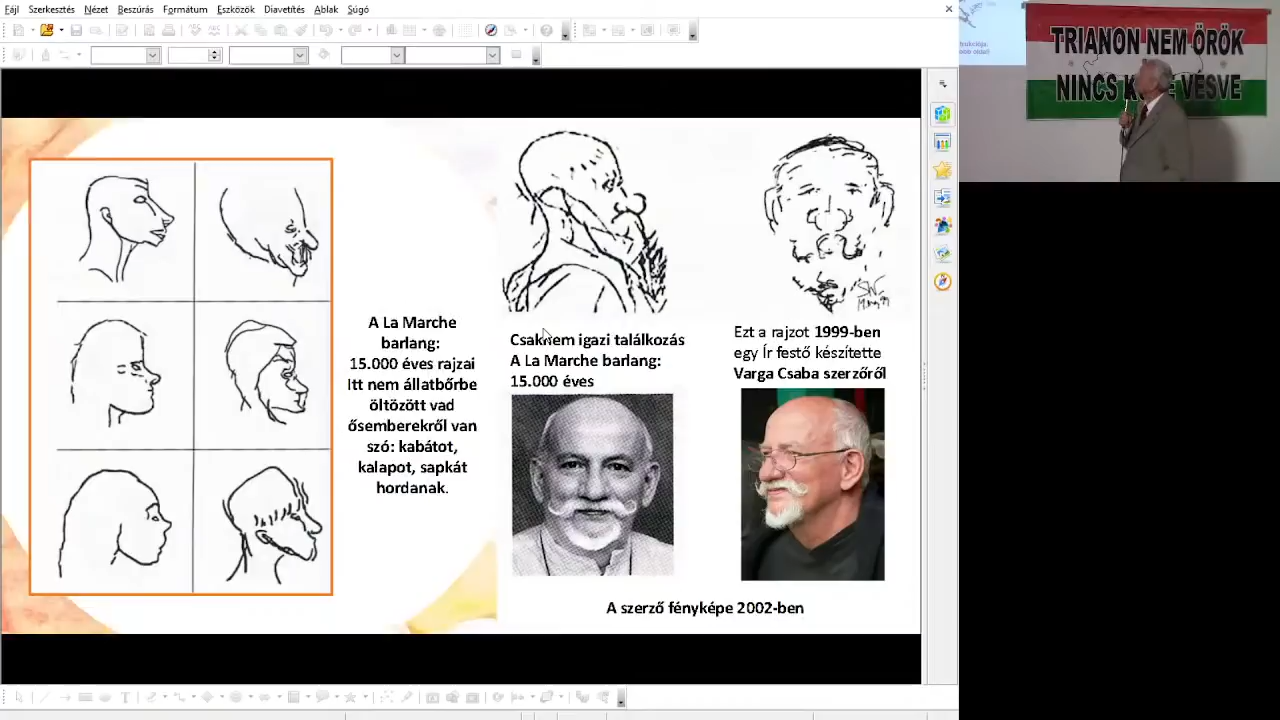 Fájl Szerkesztés Nézet Beszúrás Formátum Eszközök Diavetítés Ablak Súgó
TRIANON NEM ÖRÖK
NINCS VÉSVE
A La Marche
barlang:
15.000 éves rajzai
Itt nem állatbőrbe
öltözött vad
ősemberekről van
szó: kabátot,
kalapot, sapkát
hordanak.
Csaknem igazi találkozás
A La Marche barlang:
15.000 éves
Ezt a rajzot 1999-ben
egy Ír festő készítette
Varga Csaba szerzőről
A szerző fényképe 2002-ben